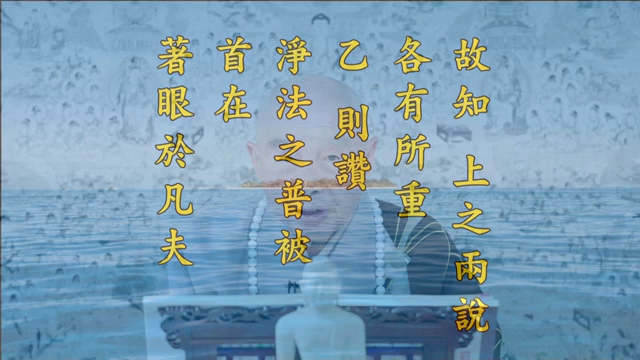 故知 上之兩說
各有所重
乙 則讚
淨法之普被
首在
著眼於凡夫